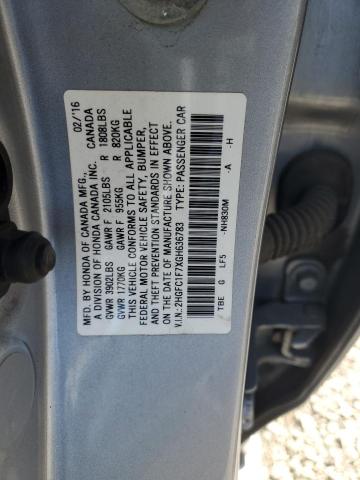 MFD. BY HONDA OF CANADA MFG., 02/'16
A DIVISION OF HONDA CANADA INC. CANADA
GVWR 3902LBS GAWR F 2105LBS R 1808LBS
GVWR 1770KG GAWR F 955KG R 820KG
THIS VEHICLE CONFORMS TO ALL APPLICABLE
FEDERAL MOTOR VEHICLE SAFETY, BUMPER,
AND THEFT PREVENTION STANDARDS IN EFFECT
ON THE DATE OF MANUFACTURE SHOWN ABOVE.
V.I.N.: 2HGFC1F7XGH636783 TYPE: PASSENGER CAR
TBE G LF5 -NH830M -A -H